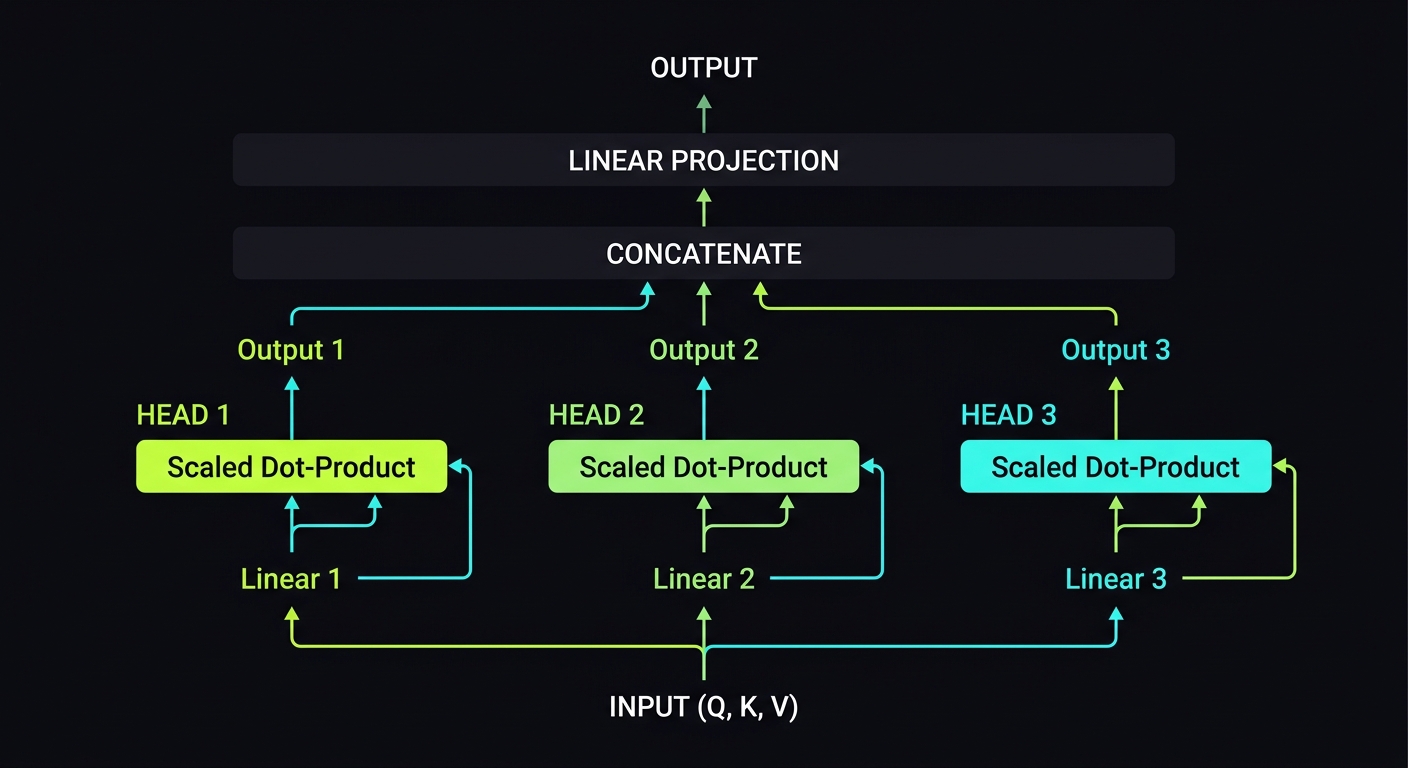 OUTPUT
LINEAR PROJECTION
CONCATENATE
Output 1
Output 2
Output 3
HEAD 1
HEAD 2
HEAD 3
Scaled Dot-Product
Scaled Dot-Product
Scaled Dot-Product
Linear 1
Linear 2
Linear 3
INPUT (Q, K, V)